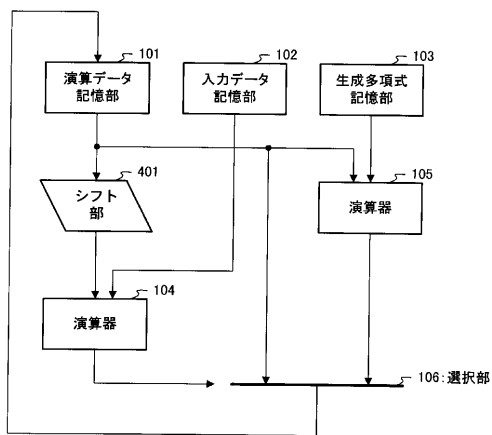 101
演算データ
記憶部
102
入力データ
記憶部
103
生成多項式
記憶部
401
シフト
部
105
演算器
104
演算器
106:選択部